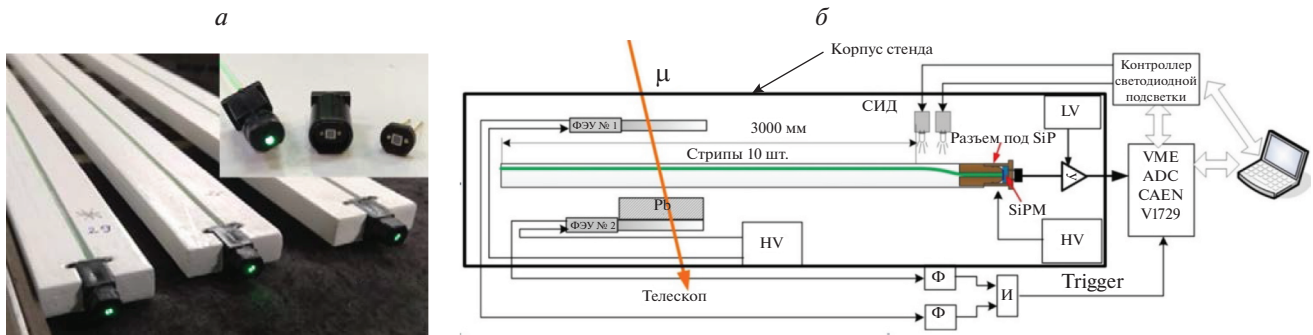 а
б
29
Корпус стенда
μ
СИД
Контроллер
светодиодной
подсветки
ФЭУ № 1
3000 мм
LV
Разъем под SiP
Стрипы 10 шт.
У
VME
ADC
CAEN
V1729
SiPM
Pb
ФЭУ № 2
HV
HV
Телескоп
Ф
И
Trigger
Ф